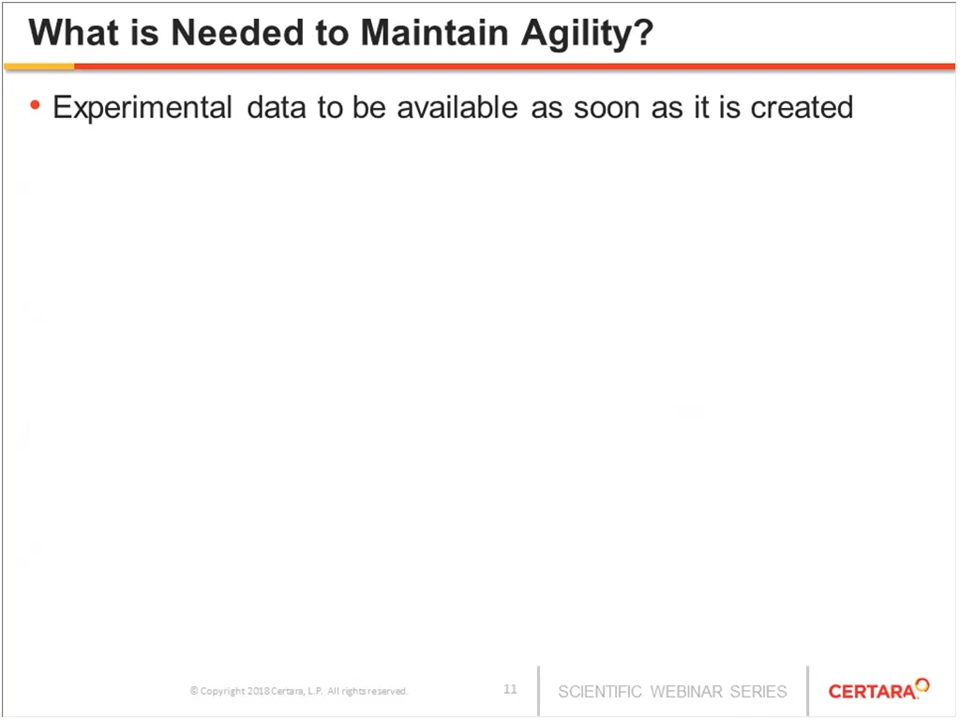 What is Needed to Maintain Agility?
• Experimental data to be available as soon as it is created
© Copyright 2018 Certara, L.P. All rights reserved.
11
SCIENTIFIC WEBINAR SERIES
CERTARA